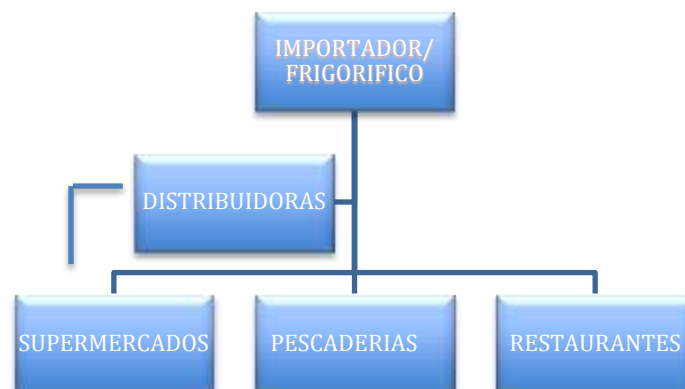 IMPORTADOR/
FRIGORIFICO
DISTRIBUIDORAS
SUPERMERCADOS
PESCADERIAS
RESTAURANTES